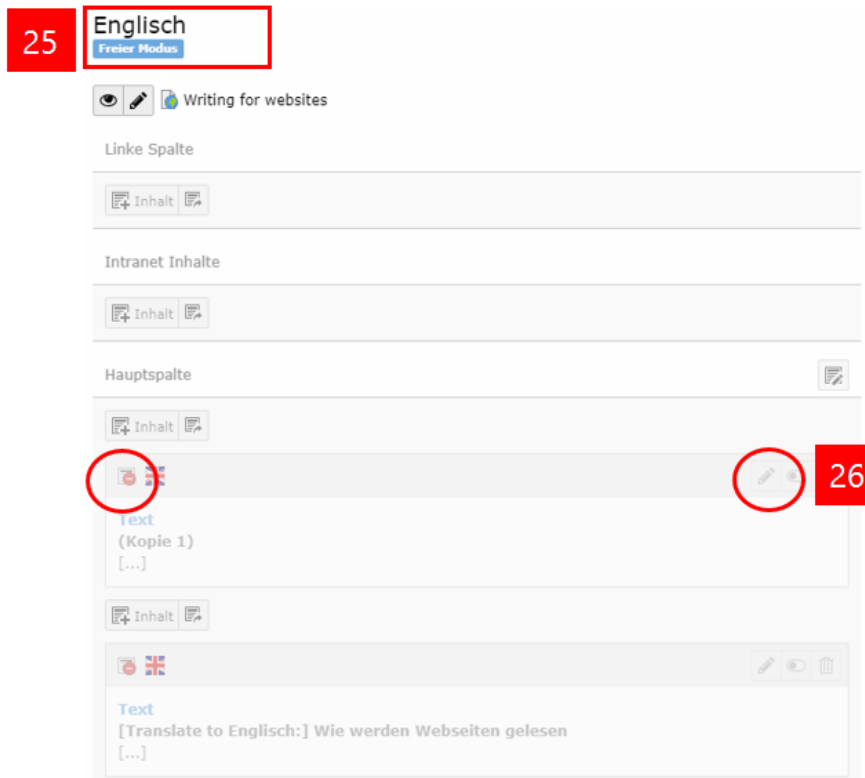 25
Englisch
Freier Modus
Writing for websites
Linke Spalte
Inhalt
Intranet Inhalte
Inhalt
Hauptspalte
Inhalt
26
Text
(Kopie 1)
[...]
Inhalt
Text
[Translate to Englisch:] Wie werden Webseiten gelesen
[...]